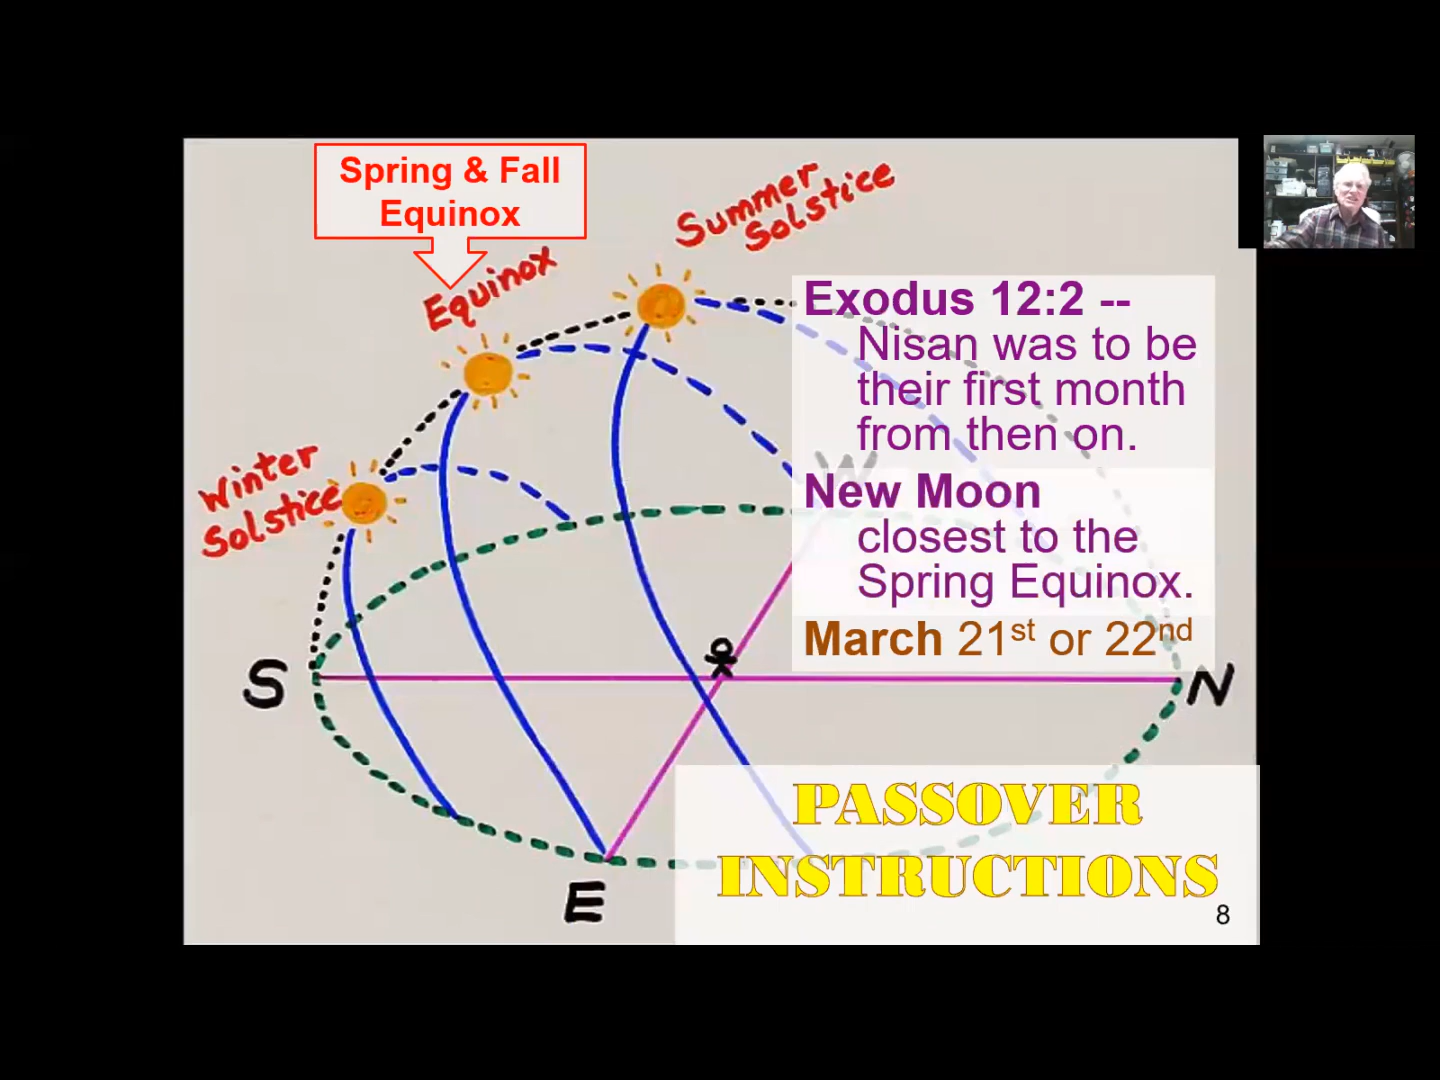 Spring & Fall
Equinox
Equinox
Summer
Solstice
Winter
Solstice
Exodus 12:2 --
Nisan was to be
their first month
from then on.
New Moon
closest to the
Spring Equinox.
March 21st or 22nd
W
S
N
E
PASSOVER
INSTRUCTIONS
8